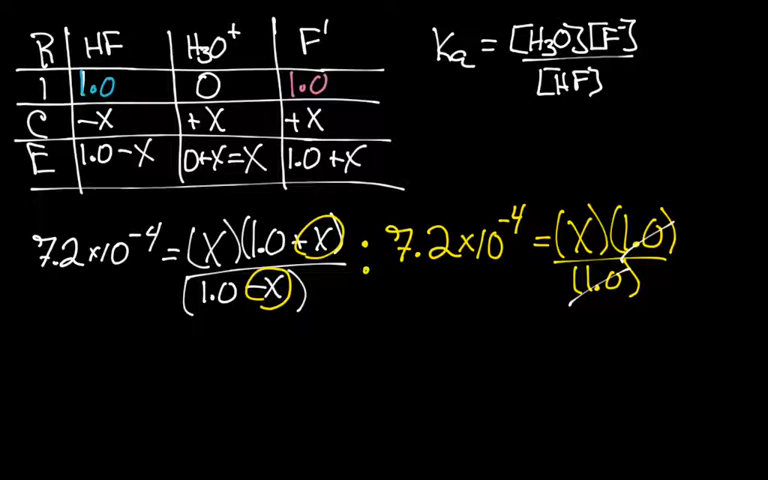 R HF H₃O⁺ F' Ka = [H₃O][F⁻] / [HF]
I 1.0 0 1.0
C -X +X +X
E 1.0-X 0+X=X 1.0+X
7.2×10⁻⁴ = (X)(1.0+X) / (1.0-X) : 7.2×10⁻⁴ = (X)(1.0) / (1.0)